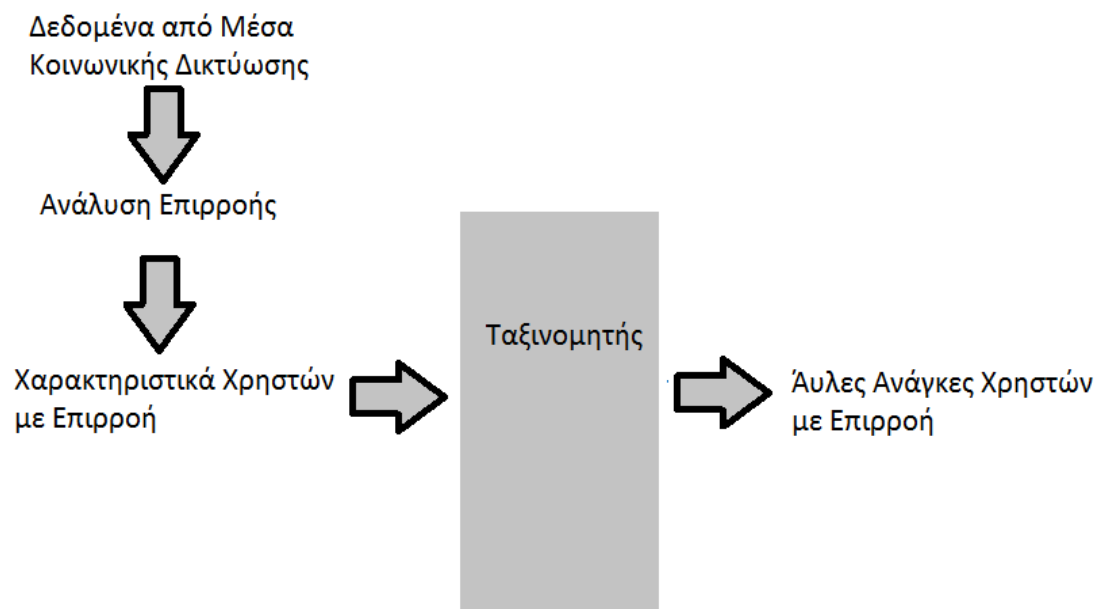 Δεδομένα από Μέσα
Κοινωνικής Δικτύωσης
Ανάλυση Επιρροής
Χαρακτηριστικά Χρηστών
με Επιρροή
Ταξινομητής
Άυλες Ανάγκες Χρηστών
με Επιρροή